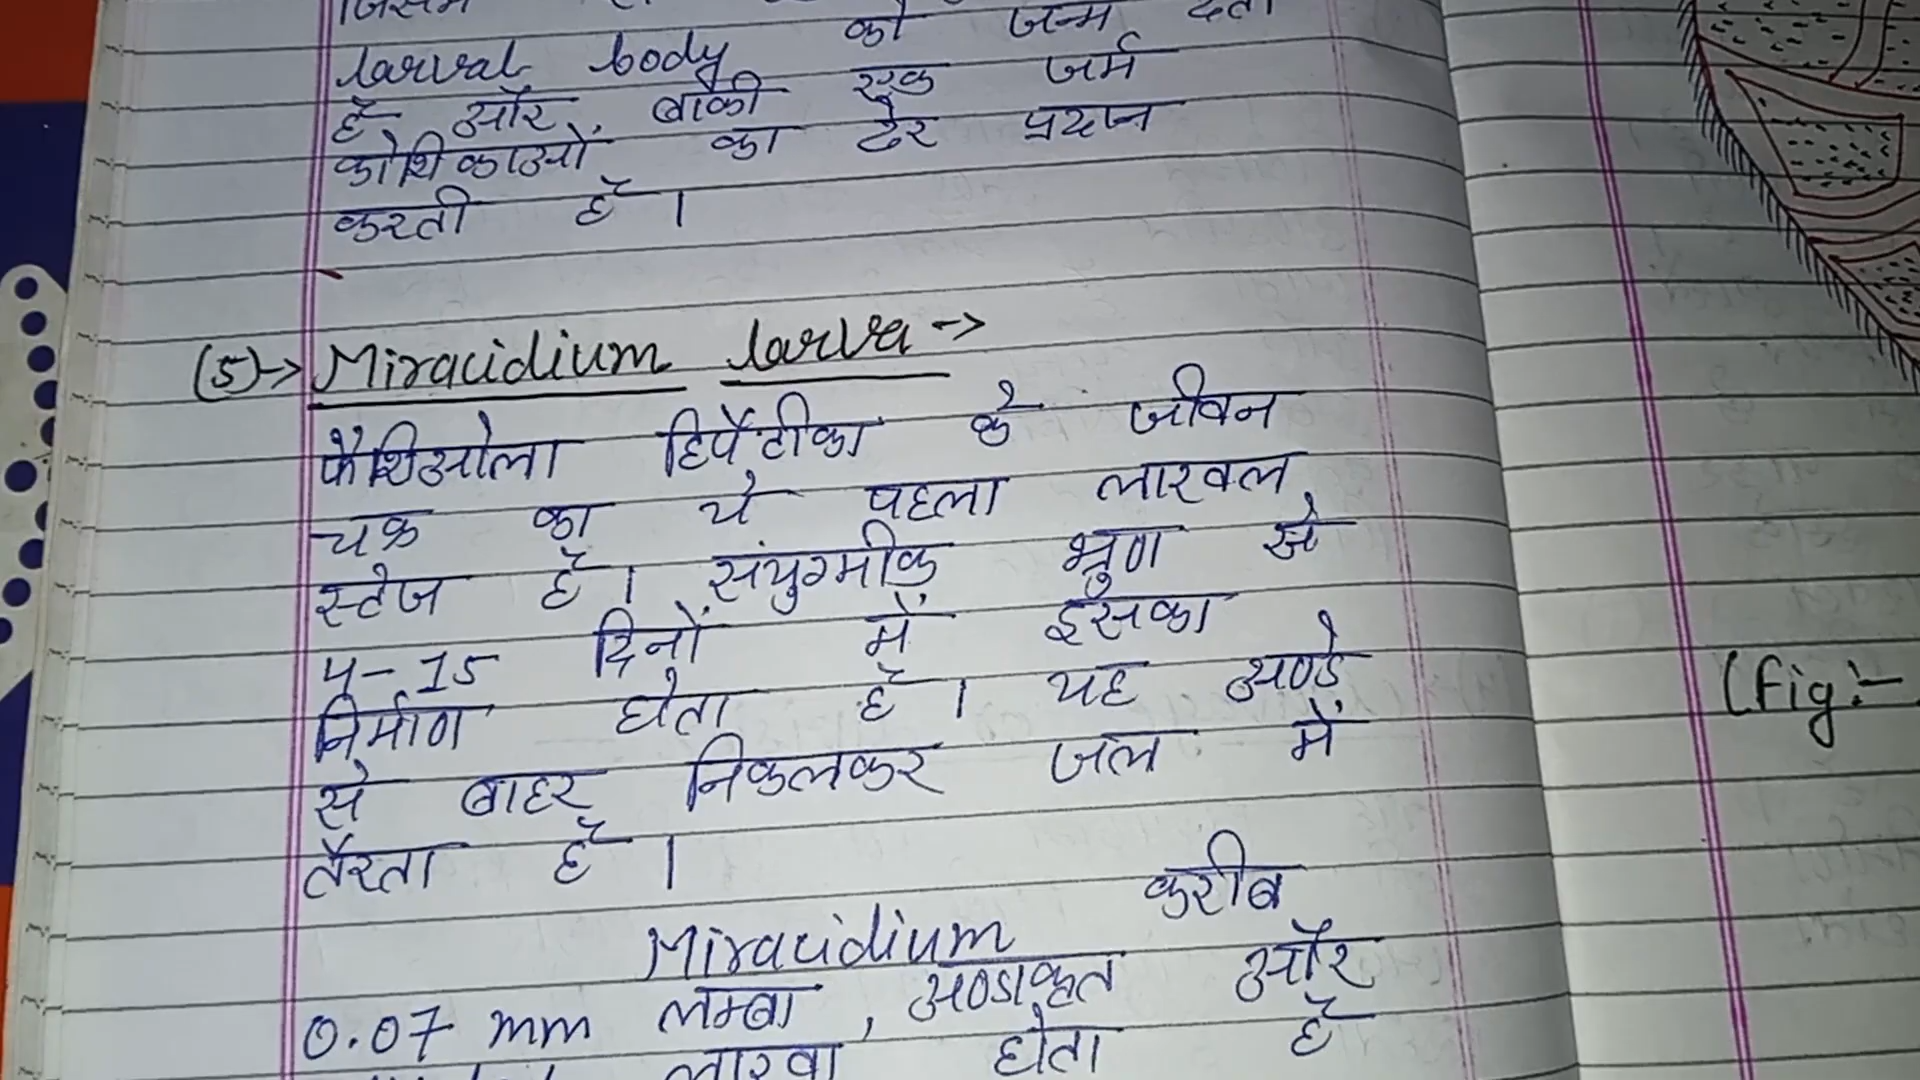 larval body को जन्म देती
है और बाकी एक जर्म
कोशिकाओं का ढेर प्रदान
करती है।
(5)→ Miracidium larva →
फैशिओला हिपैटीका के जीवन
चक्र का ये पहला लारवल
स्टेज है। संयुग्मीक भ्रुण से
4-15 दिनों में इसका
निर्माण होता है। यह अण्डे
से बाहर निकलकर जल में
तैरता है।
Miracidium करीब
0.07 mm लम्बा, अण्डाकृत और
लारवा होता है
(Fig:-